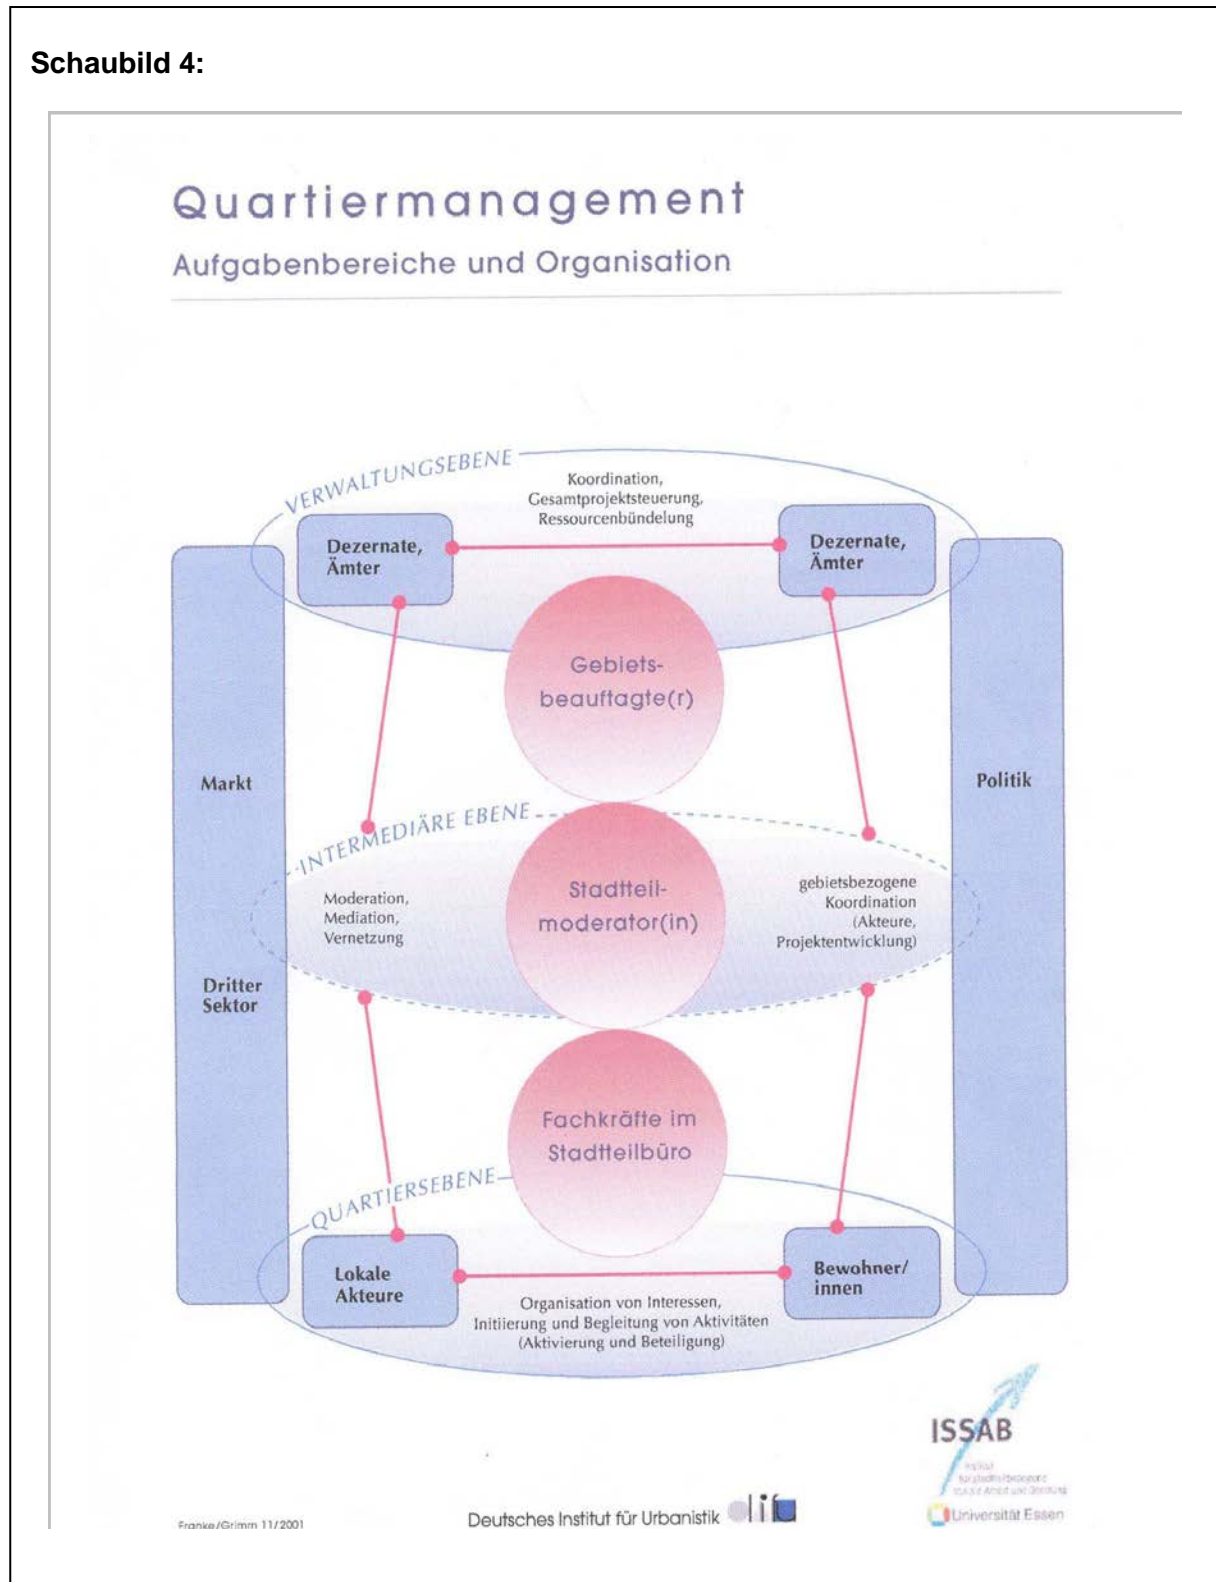 Schaubild 4:
Quartiermanagement
Aufgabenbereiche und Organisation
VERWALTUNGSEBENE
Koordination,
Gesamtprojektsteuerung,
Ressourcenbündelung
Dezernate,
Ämter
Dezernate,
Ämter
Gebiets-
beauftagte(r)
Markt
Politik
INTERMEDIÄRE EBENE
Moderation,
Mediation,
Vernetzung
Stadtteil-
moderator(in)
gebietsbezogene
Koordination
(Akteure,
Projektentwicklung)
Dritter
Sektor
Fachkräfte im
Stadtteilbüro
QUARTIERSEBENE
Lokale
Akteure
Bewohner/
innen
Organisation von Interessen,
Initiierung und Begleitung von Aktivitäten
(Aktivierung und Beteiligung)
ISSAB
Institut
für stadtteilbezogene
Franke/Grimm 11/2001
Deutsches Institut für Urbanistik
difu
Universität Essen